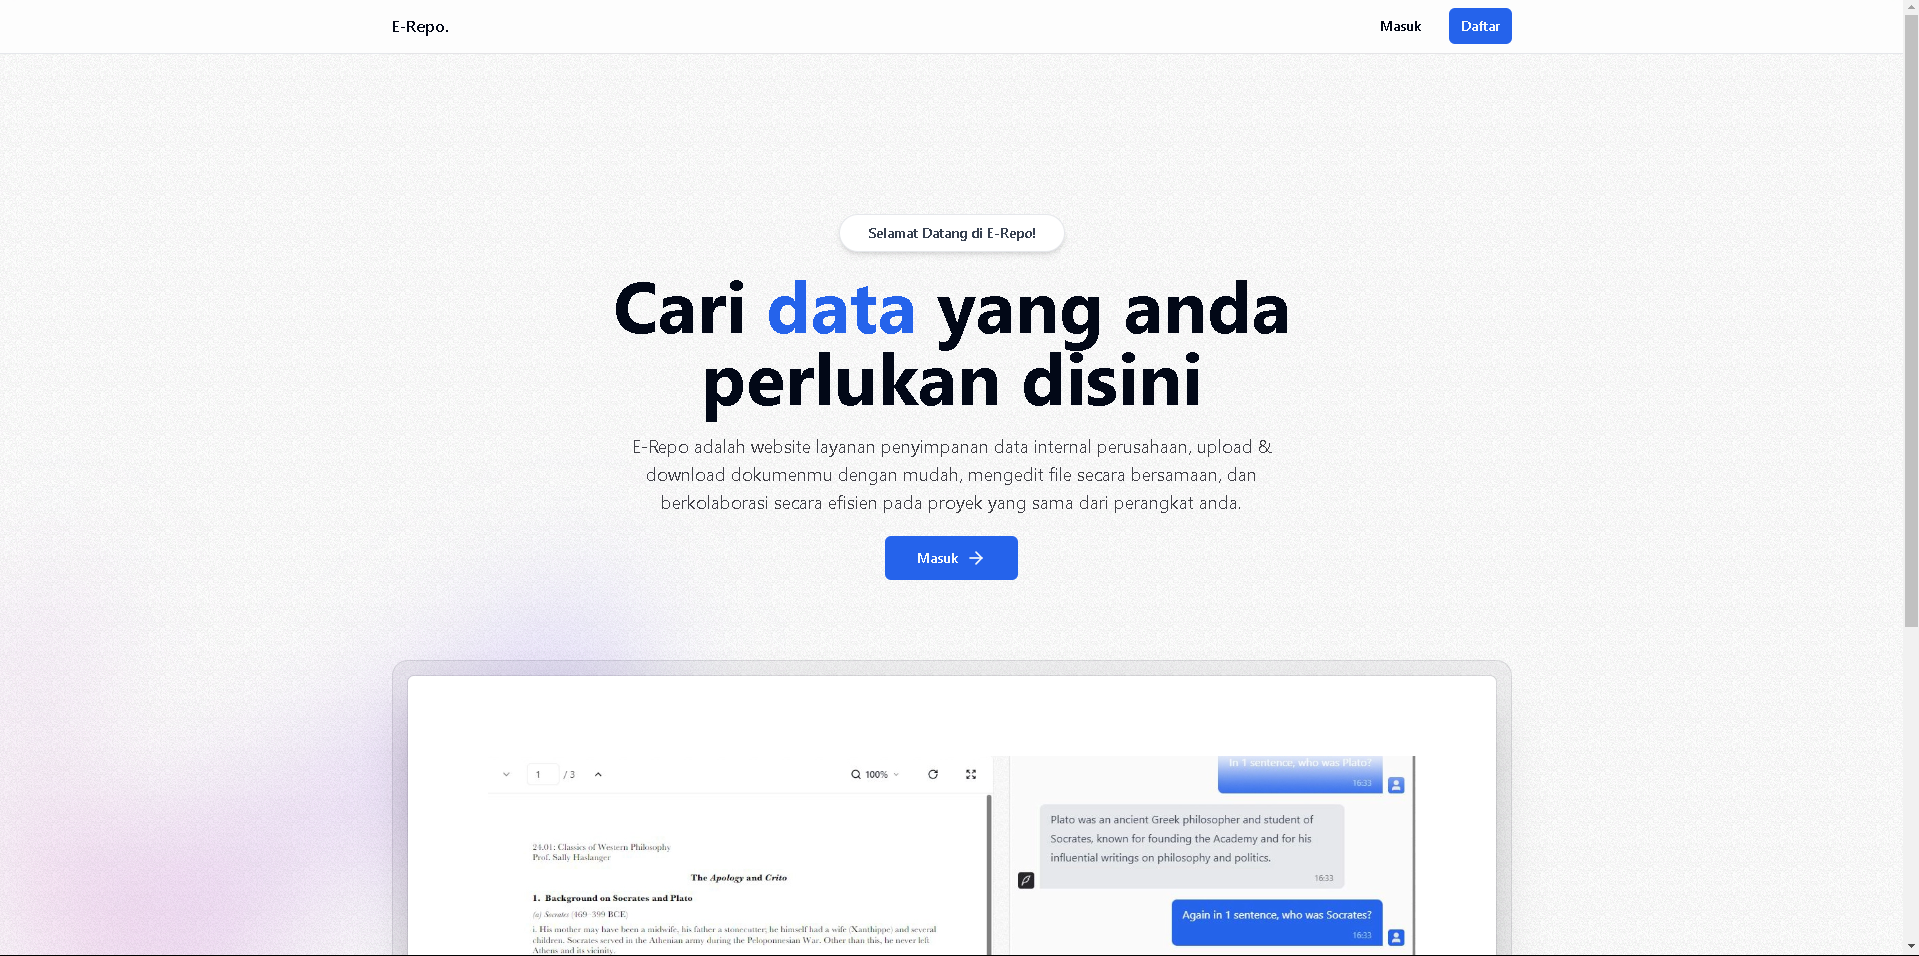 E-Repo.
Masuk
Daftar
Selamat Datang di E-Repo!
Cari data yang anda
perlukan disini
E-Repo adalah website layanan penyimpanan data internal perusahaan, upload &
download dokumenmu dengan mudah, mengedit file secara bersamaan, dan
berkolaborasi secara efisien pada proyek yang sama dari perangkat anda.
Masuk
1 / 3
100%
24.01: Classics of Western Philosophy
Prof. Sally Haslanger
The Apology and Crito
1. Background on Socrates and Plato
(a) Socrates (469–399 BCE)
i. His mother may have been a midwife, his father a stonecutter; he himself had a wife (Xanthippe) and several
children. Socrates served in the Athenian army during the Peloponnesian War. Other than this, he never left
Athens and its vicinity.
In 1 sentence, who was Plato?
16:33
Plato was an ancient Greek philosopher and student of
Socrates, known for founding the Academy and for his
influential writings on philosophy and politics.
16:33
Again in 1 sentence, who was Socrates?
16:33